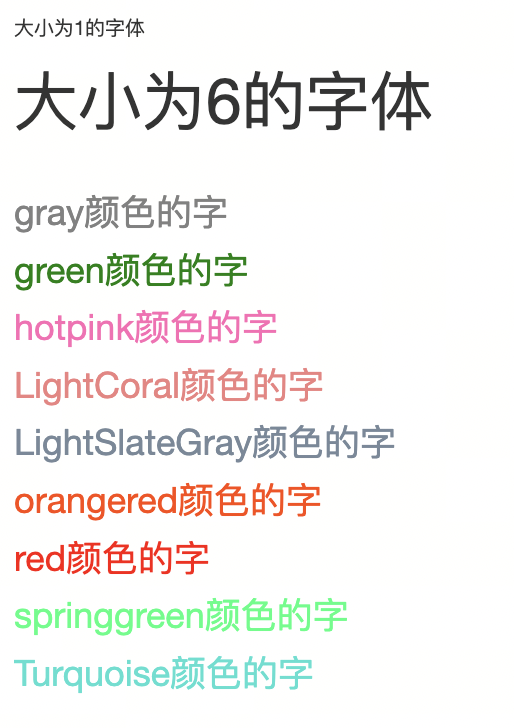 大小为1的字体
大小为6的字体
gray颜色的字
green颜色的字
hotpink颜色的字
LightCoral颜色的字
LightSlateGray颜色的字
orangered颜色的字
red颜色的字
springgreen颜色的字
Turquoise颜色的字